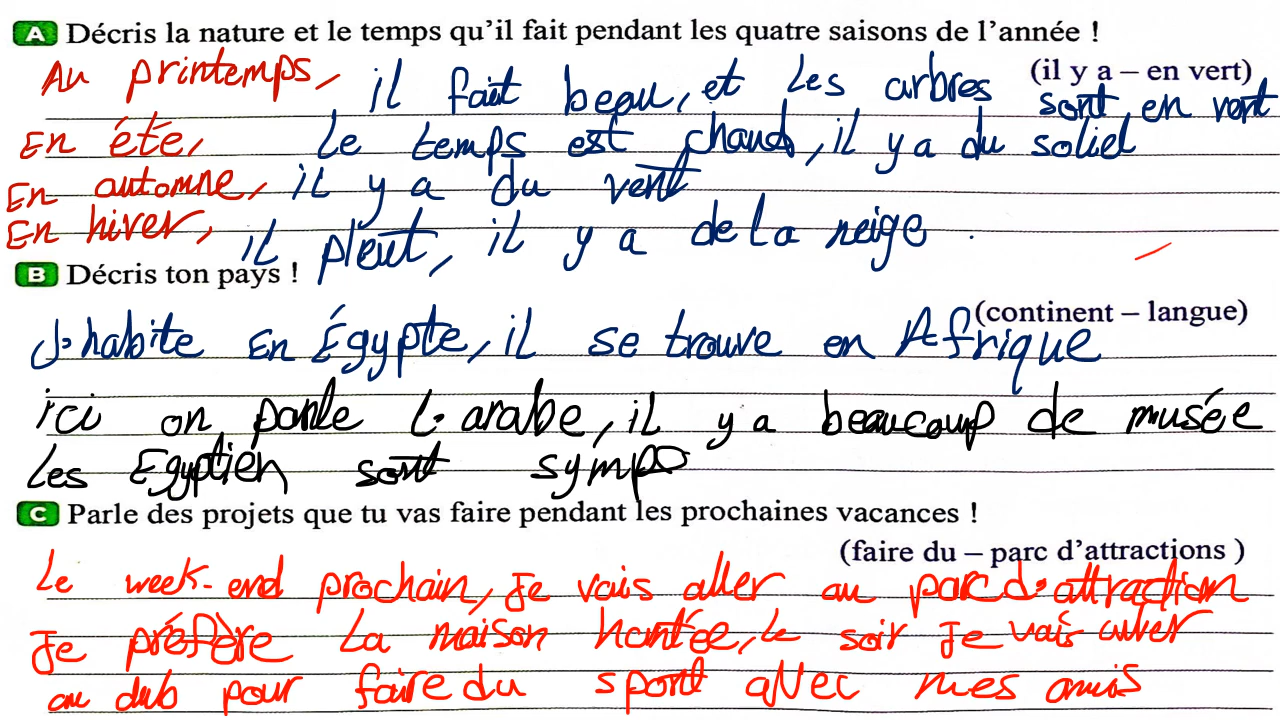 A Décris la nature et le temps qu'il fait pendant les quatre saisons de l'année !
(il y a – en vert)
Au printemps, il fait beau, et les arbres sont en vert
En été, le temps est chaud, il y a du soliel
En automne, il y a du vent
En hiver, il pleut, il y a de la neige .
B Décris ton pays !
(continent – langue)
J'habite en Égypte, il se trouve en Afrique
ici on parle l'arabe, il y a beaucoup de musée
les Egyptien sont sympa
C Parle des projets que tu vas faire pendant les prochaines vacances !
(faire du – parc d'attractions )
Le week-end prochain, je vais aller au parc d'attraction
Je préfère la maison hantée, le soir je vais aller
au club pour faire du sport avec mes amis